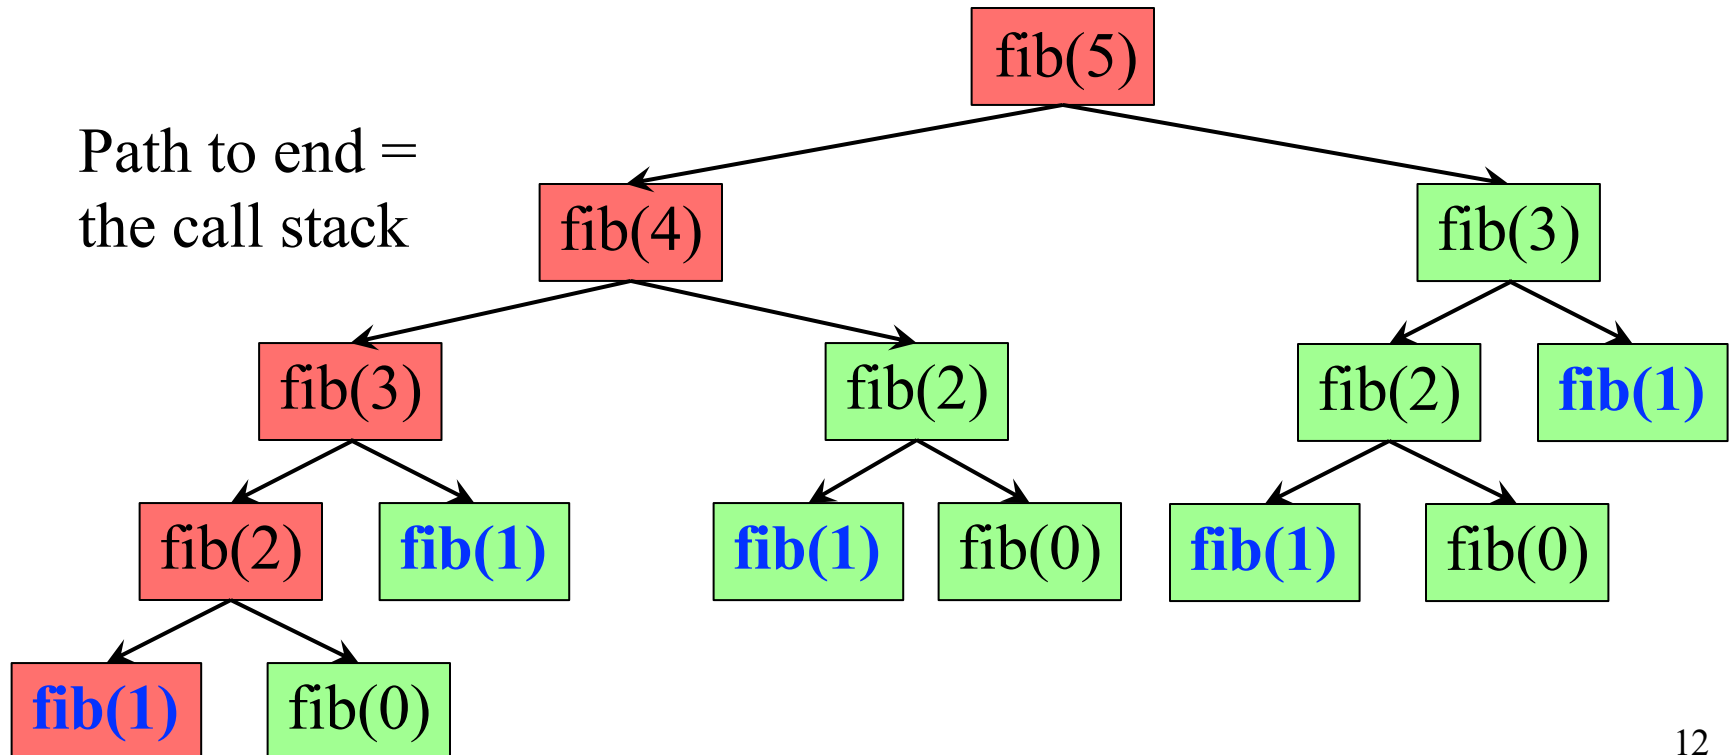 fib(5)
Path to end =
the call stack
fib(4)
fib(3)
fib(3)
fib(2)
fib(2)
fib(1)
fib(2)
fib(1)
fib(1)
fib(0)
fib(1)
fib(0)
fib(1)
fib(0)
12